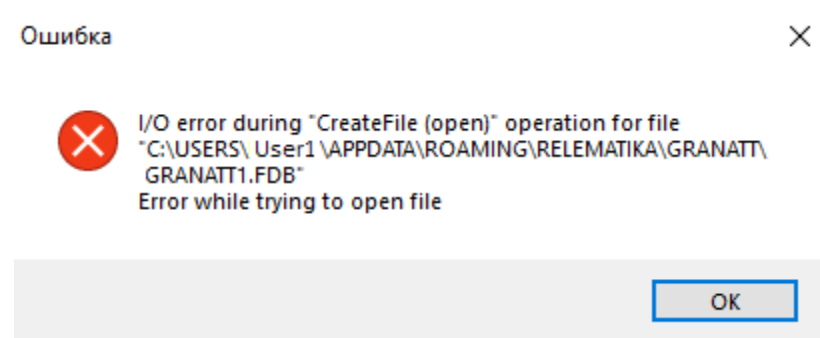 Ошибка
I/O error during "CreateFile (open)" operation for file
"C:\USERS\ User1 \APPDATA\ROAMING\RELEMATIKA\GRANATT\
GRANATT1.FDB"
Error while trying to open file
OK